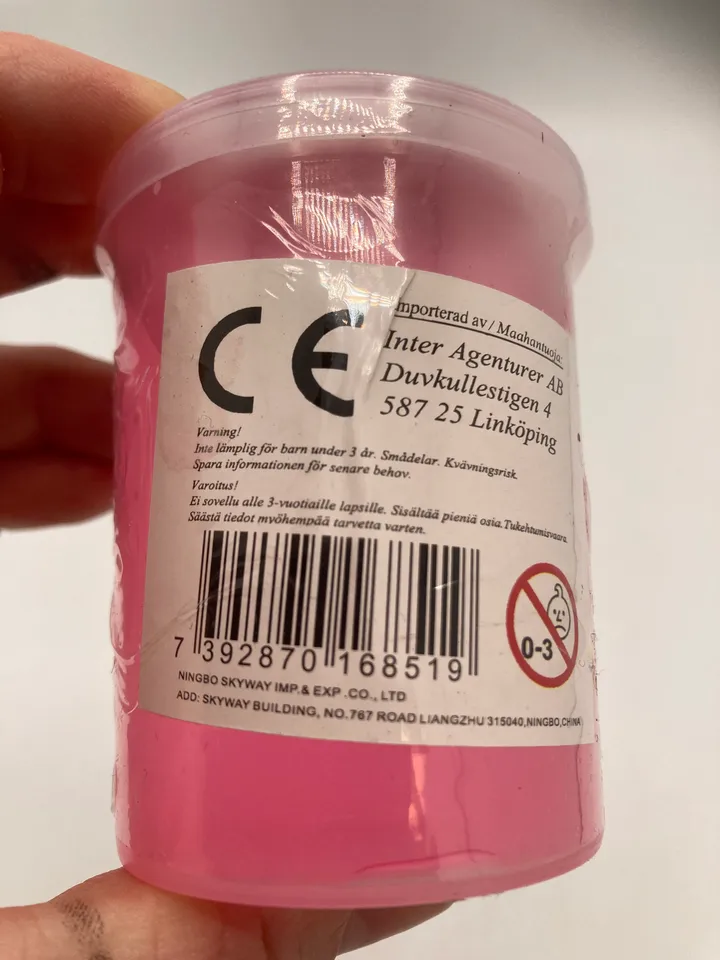 CE
Importerad av / Maahantuoja:
Inter Agenturer AB
Duvkullestigen 4
587 25 Linköping
Varning!
Inte lämplig för barn under 3 år. Smådelar. Kvävningsrisk.
Spara informationen för senare behov.
Varoitus!
Ei sovellu alle 3-vuotiaille lapsille. Sisältää pieniä osia. Tukehtumisvaara.
Säästä tiedot myöhempää tarvetta varten.
0-3
7 392870 168519
NINGBO SKYWAY IMP.& EXP .CO., LTD
ADD: SKYWAY BUILDING, NO.767 ROAD LIANGZHU 315040,NINGBO,CHINA